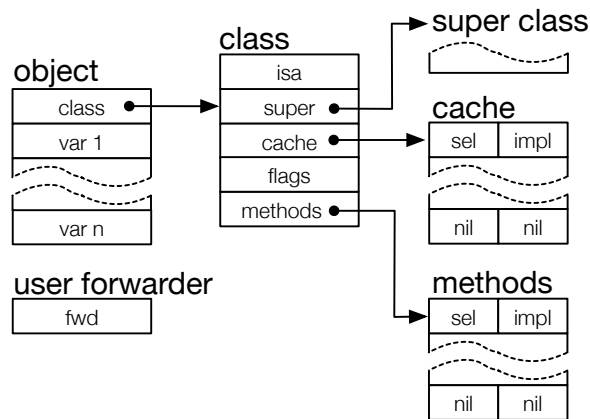 object
class
var 1
var n
user forwarder
fwd
class
isa
super
cache
flags
methods
super class
cache
sel impl
nil nil
methods
sel impl
nil nil